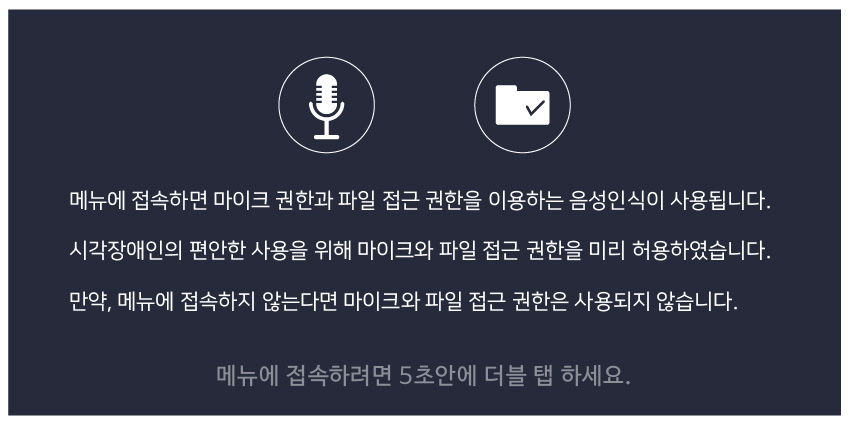 메뉴에 접속하면 마이크 권한과 파일 접근 권한을 이용하는 음성인식이 사용됩니다.
시각장애인의 편안한 사용을 위해 마이크와 파일 접근 권한을 미리 허용하였습니다.
만약, 메뉴에 접속하지 않는다면 마이크와 파일 접근 권한은 사용되지 않습니다.
메뉴에 접속하려면 5초안에 더블 탭 하세요.